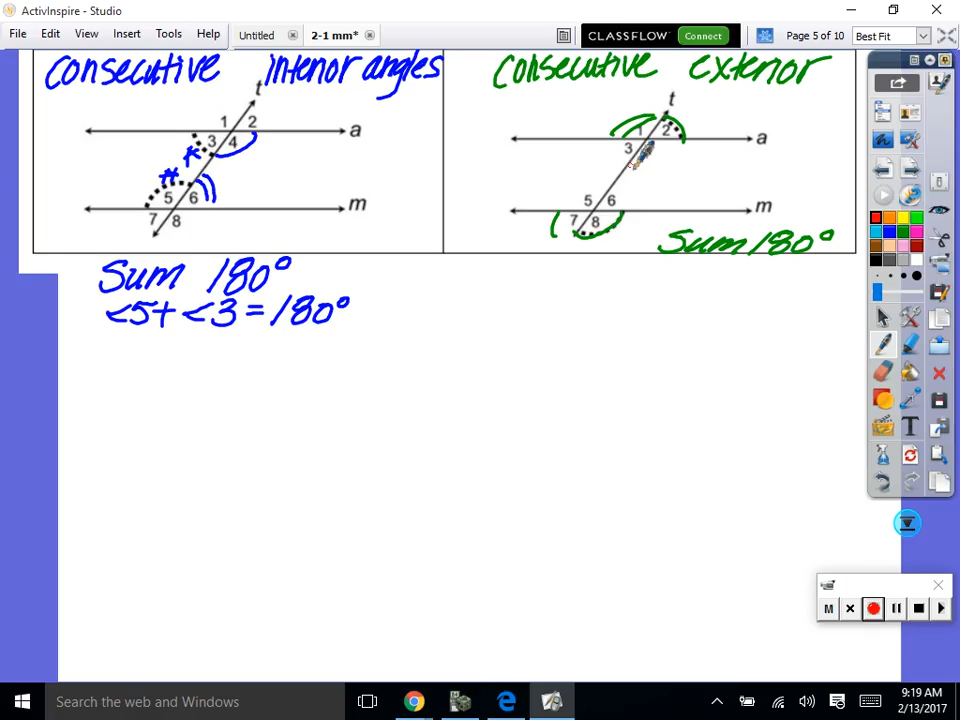 ActivInspire - Studio
File Edit View Insert Tools Help Untitled 2-1 mm* CLASSFLOW Connect Page 5 of 10 Best Fit
consecutive interior angles
t
1 2 a
3 4
5 6
7 8 m
Sum 180°
<5+ <3 = 180°
consecutive exterior
t
1 2 a
3
5 6
7 8 m
Sum 180°
M
Search the web and Windows
9:19 AM
2/13/2017